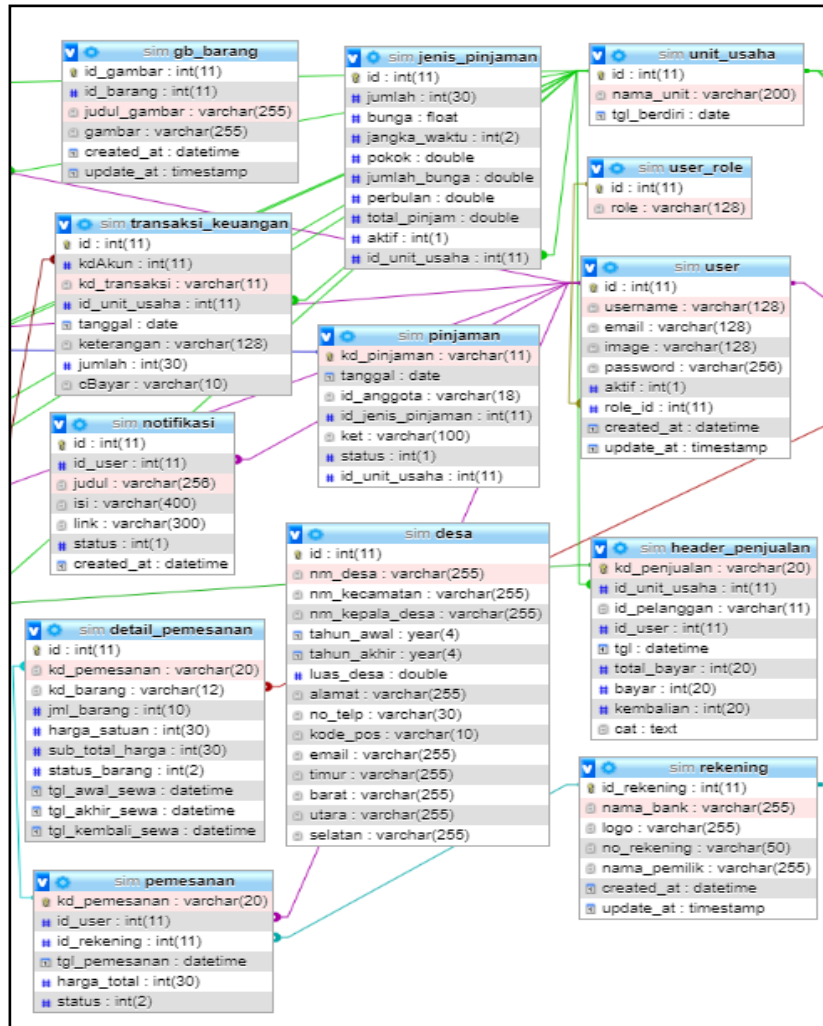 sim gb_barang
id_gambar : int(11)
id_barang : int(11)
judul_gambar : varchar(255)
gambar : varchar(255)
created_at : datetime
update_at : timestamp
sim jenis_pinjaman
id : int(11)
jumlah : int(30)
bunga : float
jangka_waktu : int(2)
pokok : double
jumlah_bunga : double
perbulan : double
total_pinjam : double
aktif : int(1)
id_unit_usaha : int(11)
sim unit_usaha
id : int(11)
nama_unit : varchar(200)
tgl_berdiri : date
sim user_role
id : int(11)
role : varchar(128)
sim transaksi_keuangan
id : int(11)
kdAkun : int(11)
kd_transaksi : varchar(11)
id_unit_usaha : int(11)
tanggal : date
keterangan : varchar(128)
jumlah : int(30)
cBayar : varchar(10)
sim user
id : int(11)
username : varchar(128)
email : varchar(128)
image : varchar(128)
password : varchar(256)
aktif : int(1)
role_id : int(11)
created_at : datetime
update_at : timestamp
sim pinjaman
kd_pinjaman : varchar(11)
tanggal : date
id_anggota : varchar(18)
id_jenis_pinjaman : int(11)
ket : varchar(100)
status : int(1)
id_unit_usaha : int(11)
sim notifikasi
id : int(11)
id_user : int(11)
judul : varchar(256)
isi : varchar(400)
link : varchar(300)
status : int(1)
created_at : datetime
sim desa
id : int(11)
nm_desa : varchar(255)
nm_kecamatan : varchar(255)
nm_kepala_desa : varchar(255)
tahun_awal : year(4)
tahun_akhir : year(4)
luas_desa : double
alamat : varchar(255)
no_telp : varchar(30)
kode_pos : varchar(10)
email : varchar(255)
timur : varchar(255)
barat : varchar(255)
utara : varchar(255)
selatan : varchar(255)
sim header_penjualan
kd_penjualan : varchar(20)
id_unit_usaha : int(11)
id_pelanggan : varchar(11)
id_user : int(11)
tgl : datetime
total_bayar : int(20)
bayar : int(20)
kembalian : int(20)
cat : text
sim detail_pemesanan
id : int(11)
kd_pemesanan : varchar(20)
kd_barang : varchar(12)
jml_barang : int(10)
harga_satuan : int(30)
sub_total_harga : int(30)
status_barang : int(2)
tgl_awal_sewa : datetime
tgl_akhir_sewa : datetime
tgl_kembali_sewa : datetime
sim rekening
id_rekening : int(11)
nama_bank : varchar(255)
logo : varchar(255)
no_rekening : varchar(50)
nama_pemilik : varchar(255)
created_at : datetime
update_at : timestamp
sim pemesanan
kd_pemesanan : varchar(20)
id_user : int(11)
id_rekening : int(11)
tgl_pemesanan : datetime
harga_total : int(30)
status : int(2)